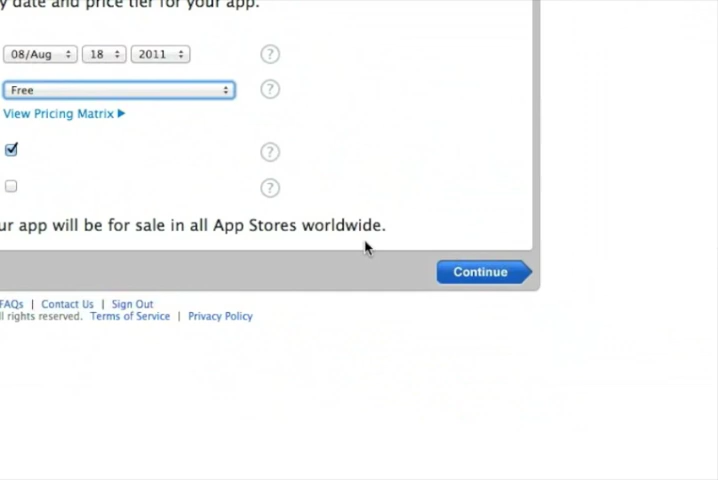 y date and price tier for your app.
08/Aug 18 2011
Free
View Pricing Matrix
ur app will be for sale in all App Stores worldwide.
Continue
FAQs | Contact Us | Sign Out
ll rights reserved. Terms of Service | Privacy Policy